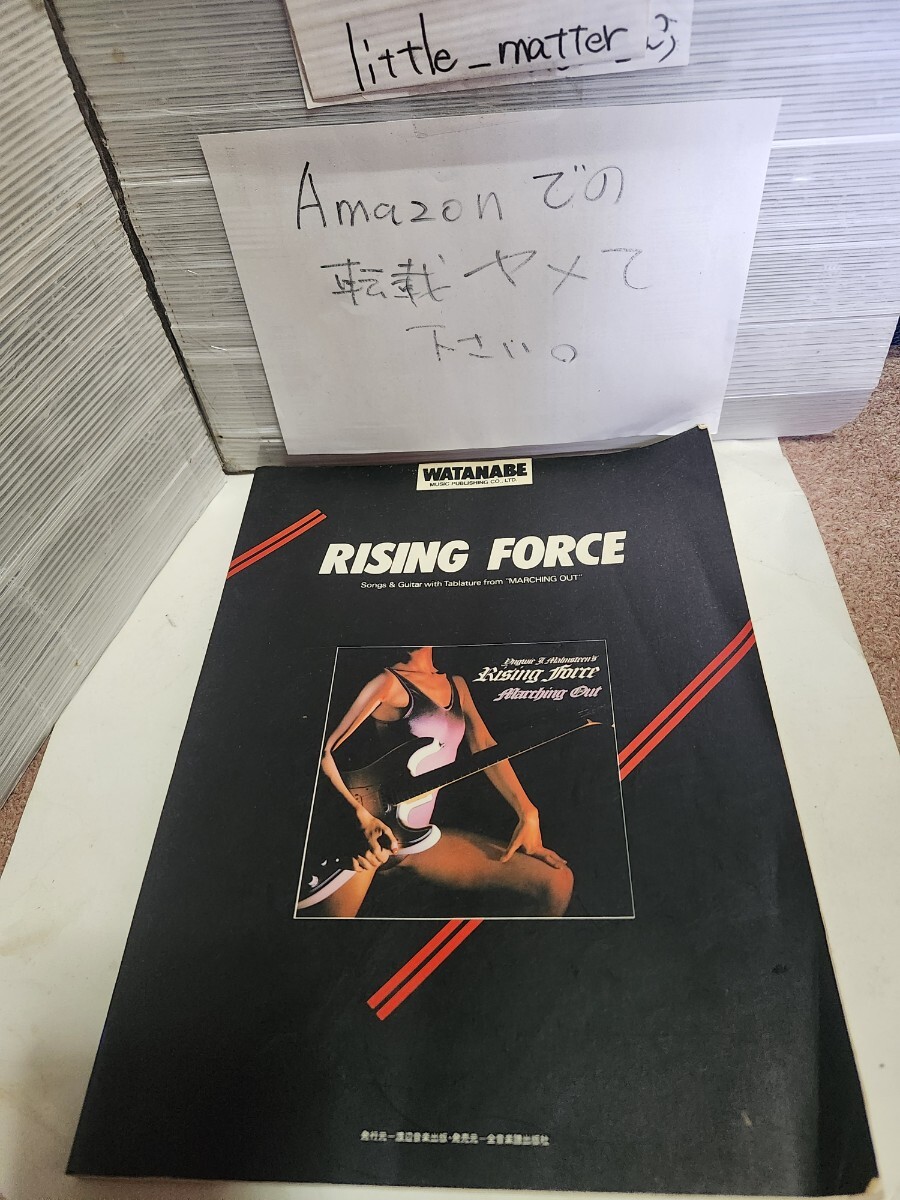 little_matter
Amazonでの
転載ヤメて
下さい。
WATANABE
MUSIC PUBLISHING CO., LTD.
RISING FORCE
Songs & Guitar with Tablature from "MARCHING OUT"
Yngwie J. Malmsteen's
Rising Force
Marching Out
発行元―渡辺音楽出版・発売元―全音楽譜出版社